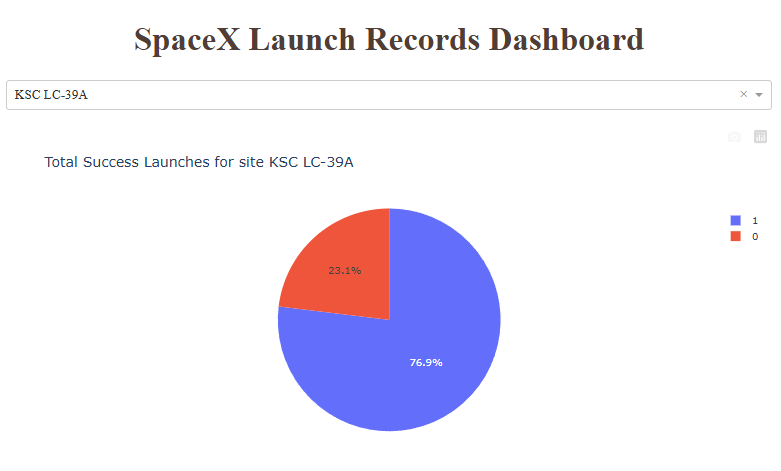 SpaceX Launch Records Dashboard
KSC LC-39A
×
Total Success Launches for site KSC LC-39A
1
0
23.1%
76.9%